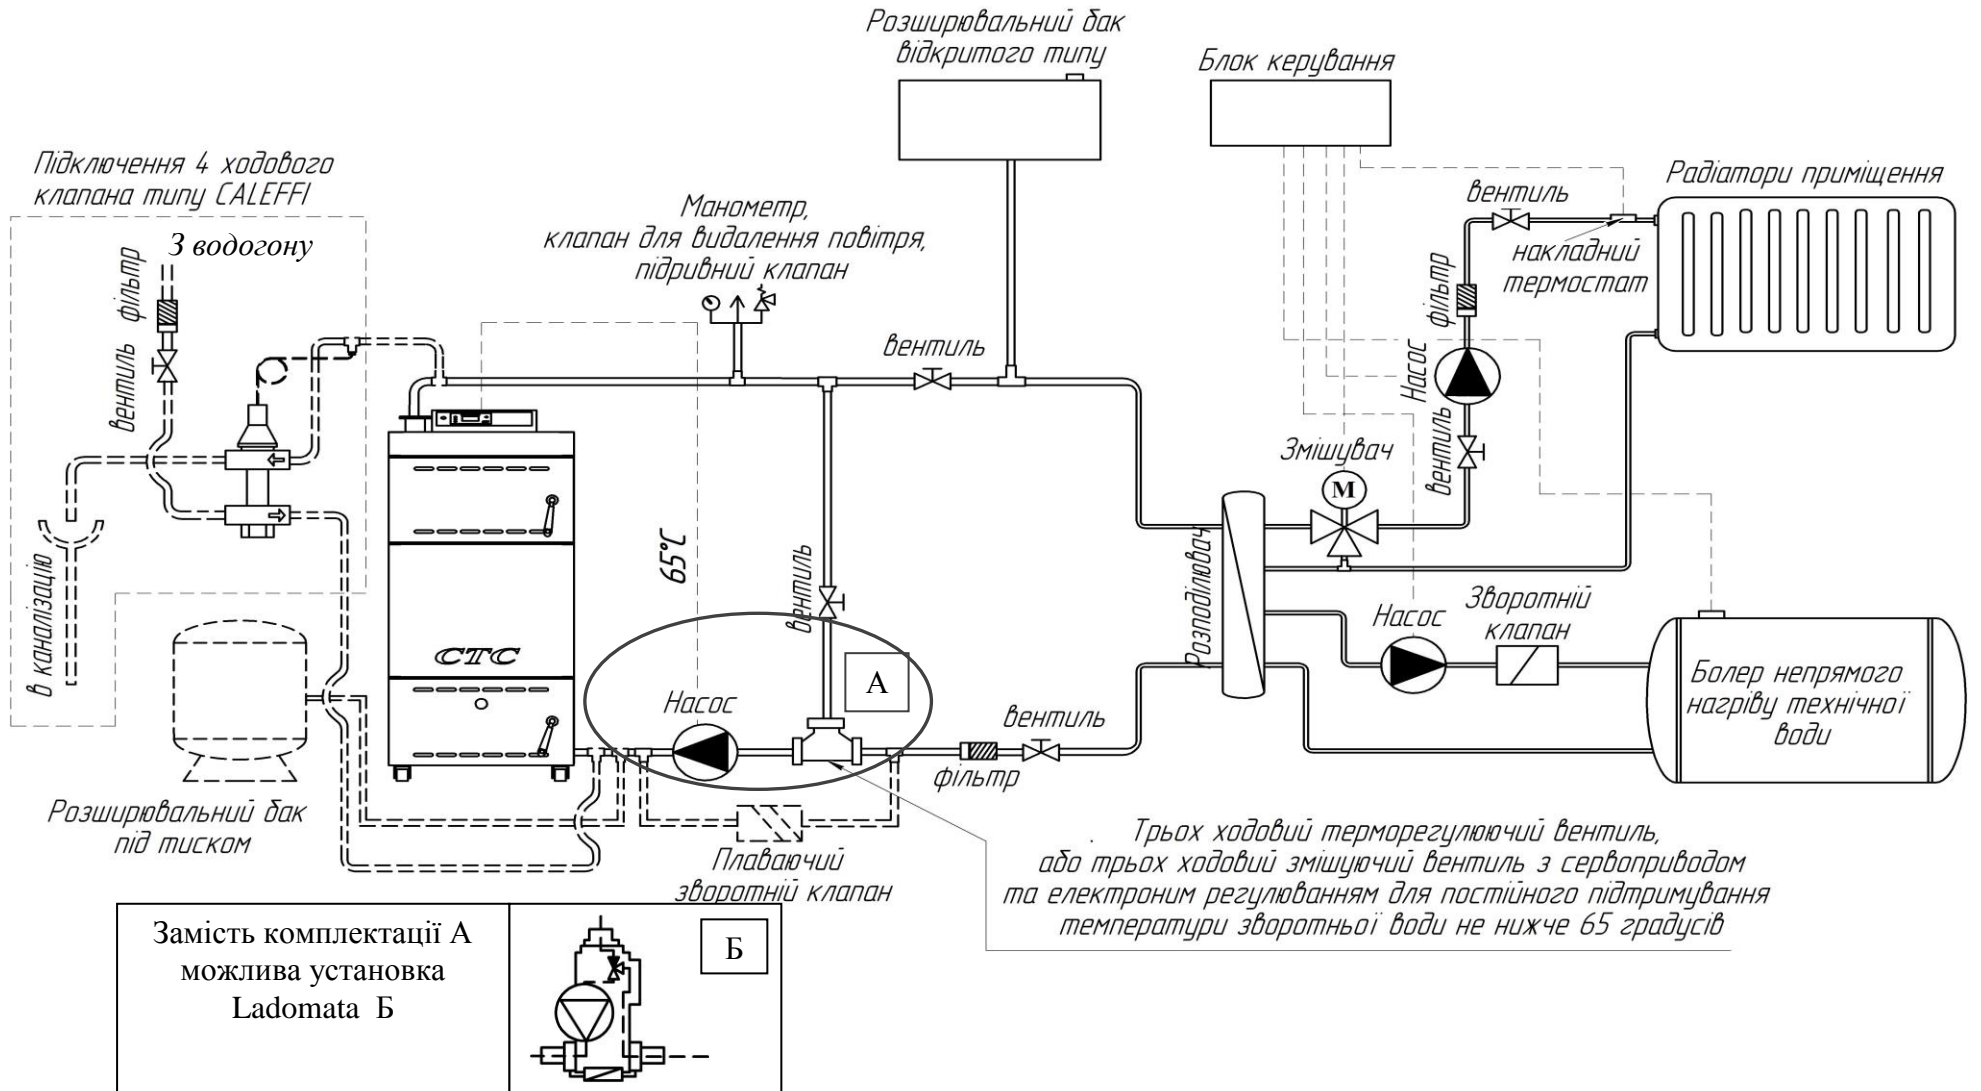 Розширювальний бак
відкритого типу
Блок керування
Підключення 4 ходового
клапана типу CALEFFI
З водогону
фільтр
вентиль
в каналізацію
Манометр,
клапан для видалення повітря,
підривний клапан
вентиль
вентиль
Радіатори приміщення
накладний
термостат
фільтр
Насос
вентиль
Змішувач
М
65°C
вентиль
Розподілювач
Насос
Зворотній
клапан
Болер непрямого
нагріву технічної
води
CTC
А
Насос
вентиль
фільтр
Розширювальний бак
під тиском
Плаваючий
зворотній клапан
Трьох ходовий терморегулюючий вентиль,
або трьох ходовий змішуючий вентиль з сервоприводом
та електроним регулюванням для постійного підтримування
температури зворотньої води не нижче 65 градусів
Замість комплектації А
можлива установка
Ladomata Б
Б